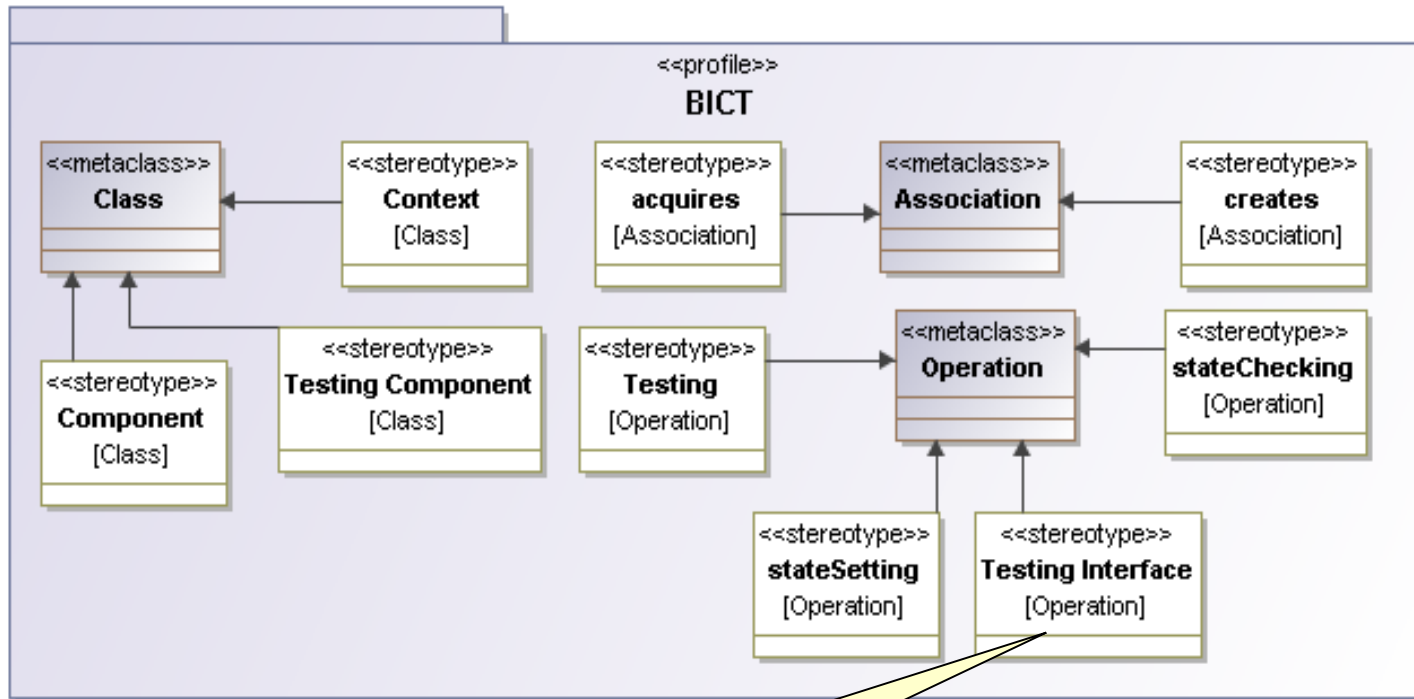 <<profile>>
BICT
<<metaclass>>
Class
<<stereotype>>
Context
[Class]
<<stereotype>>
acquires
[Association]
<<metaclass>>
Association
<<stereotype>>
creates
[Association]
<<stereotype>>
Component
[Class]
<<stereotype>>
Testing Component
[Class]
<<stereotype>>
Testing
[Operation]
<<metaclass>>
Operation
<<stereotype>>
stateChecking
[Operation]
<<stereotype>>
stateSetting
[Operation]
<<stereotype>>
Testing Interface
[Operation]